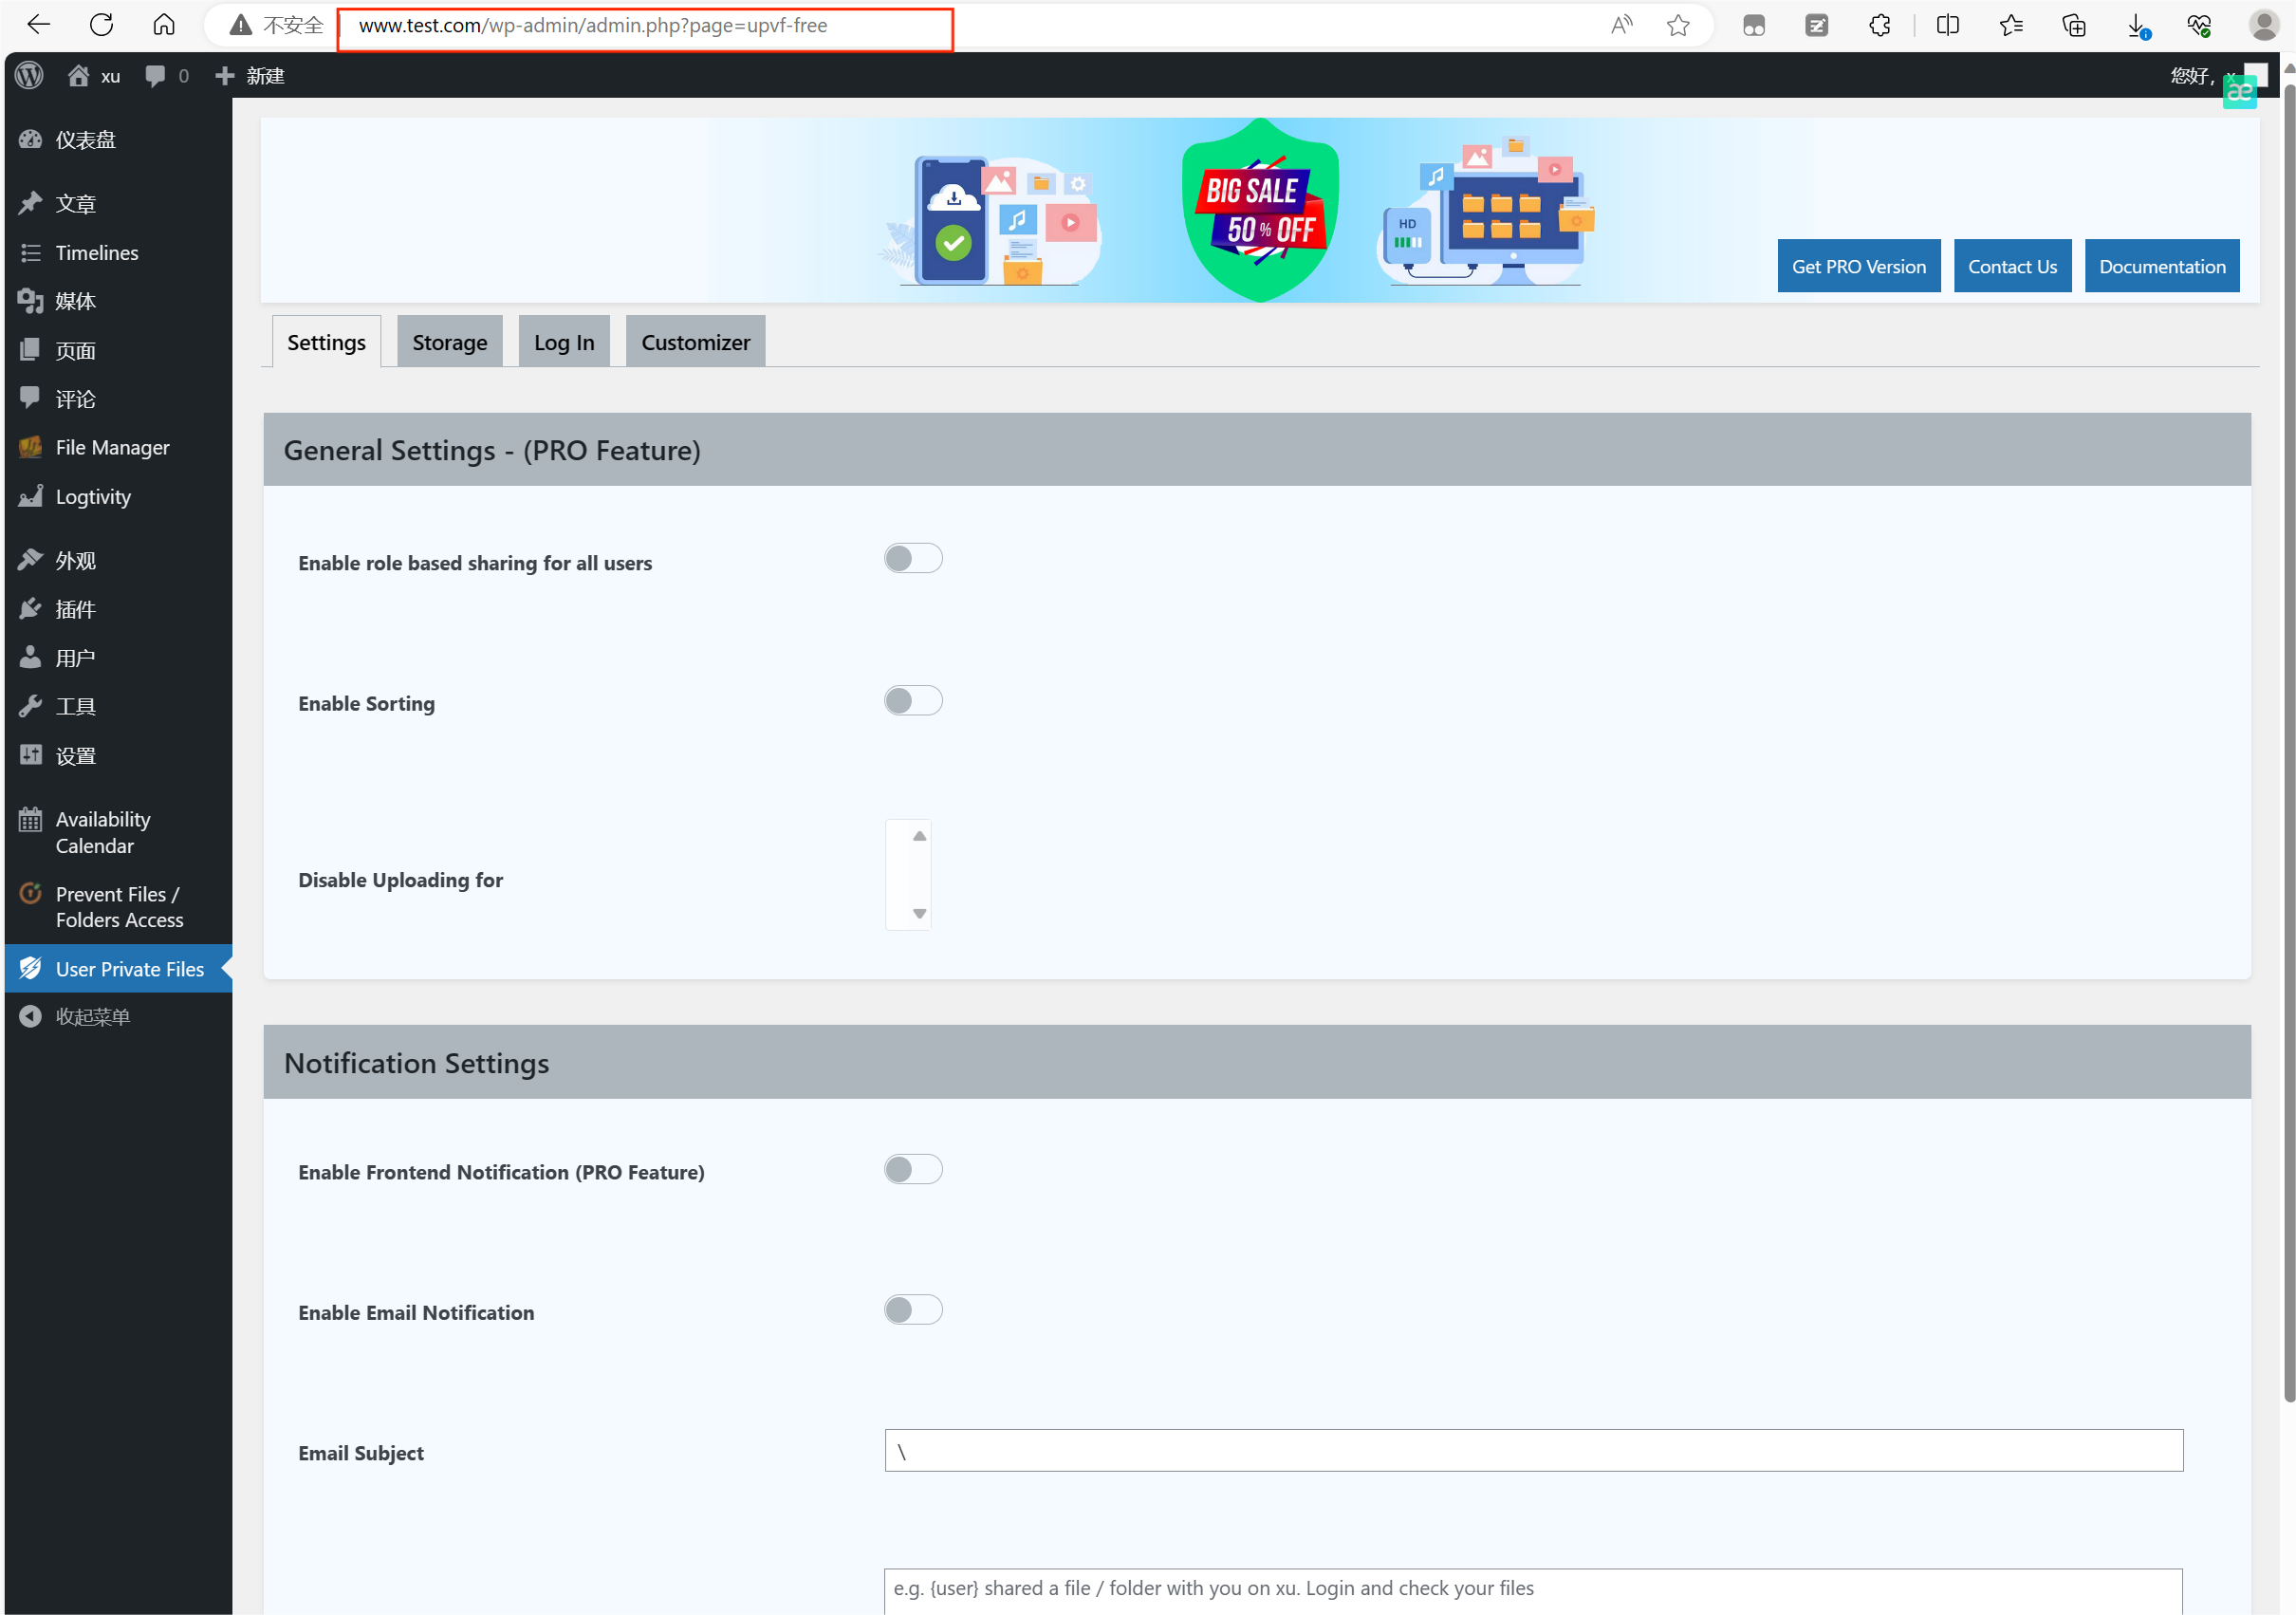 不安全 www.test.com/wp-admin/admin.php?page=upvf-free
xu 0 新建 您好, x
仪表盘
文章
Timelines
媒体
页面
评论
File Manager
Logtivity
外观
插件
用户
工具
设置
Availability
Calendar
Prevent Files /
Folders Access
User Private Files
收起菜单
BIG SALE
50 % OFF
HD
Get PRO Version Contact Us Documentation
Settings Storage Log In Customizer
General Settings - (PRO Feature)
Enable role based sharing for all users
Enable Sorting
Disable Uploading for
Notification Settings
Enable Frontend Notification (PRO Feature)
Enable Email Notification
Email Subject \
e.g. {user} shared a file / folder with you on xu. Login and check your files